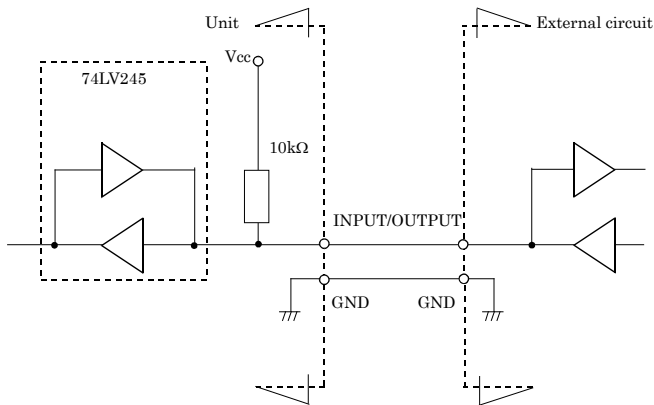 Unit
External circuit
Vcc
74LV245
10kΩ
INPUT/OUTPUT
GND
GND